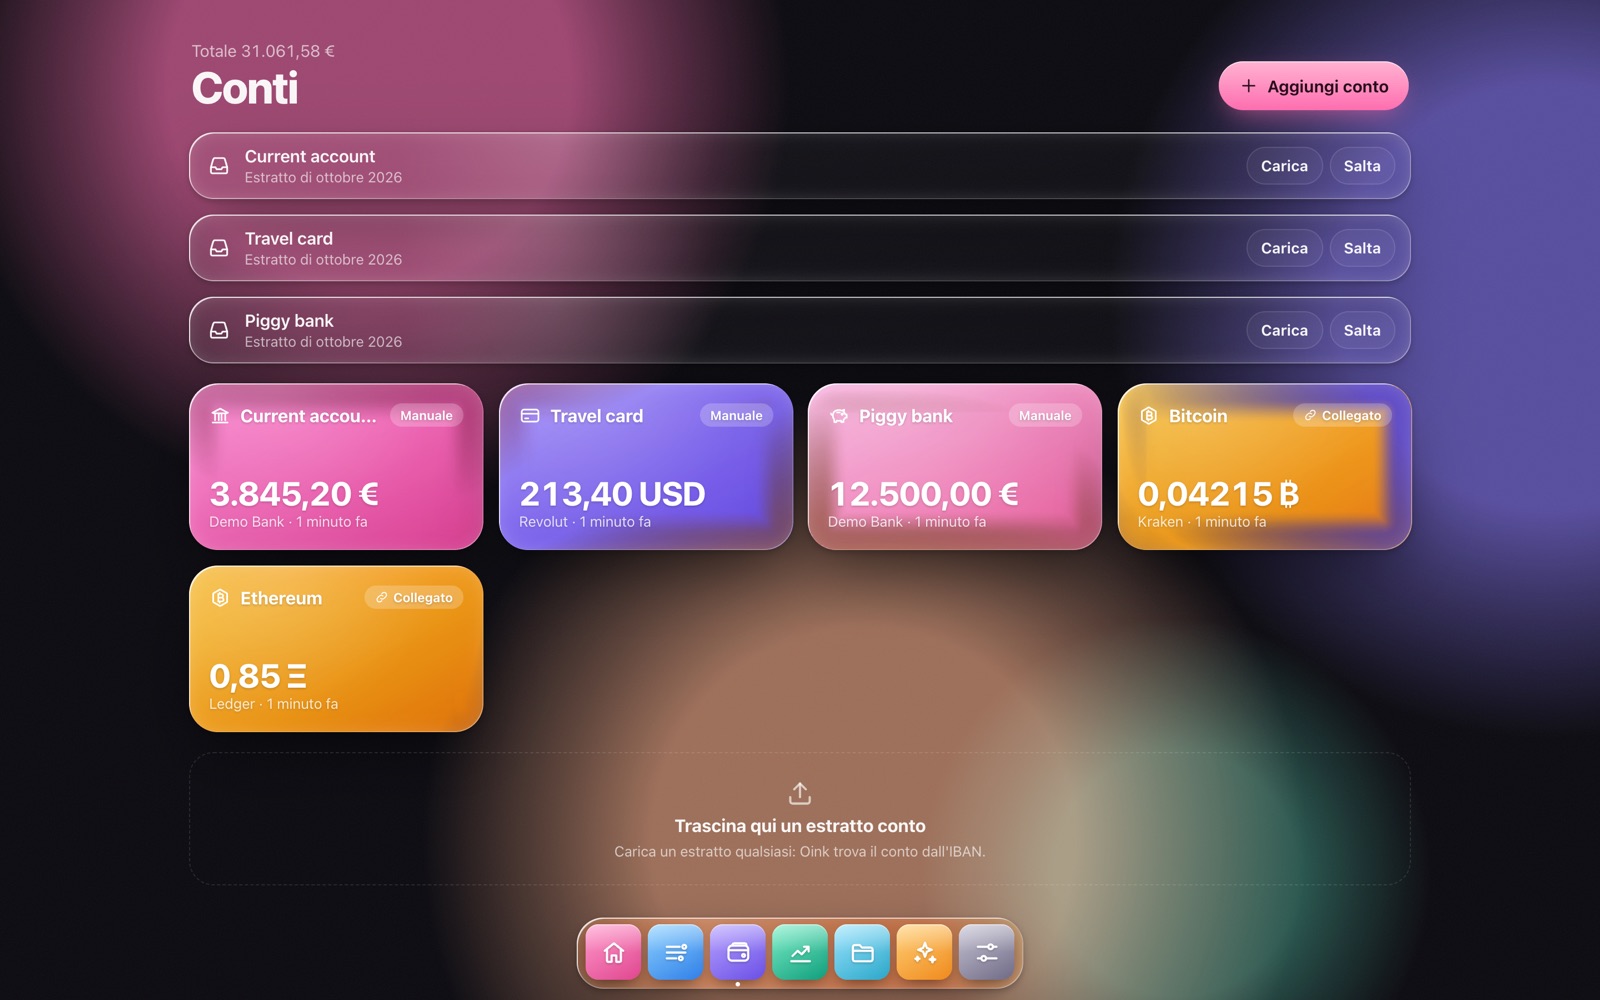 Totale 31.061,58 €
Conti
Aggiungi conto
Current account
Estratto di ottobre 2026
Carica
Salta
Travel card
Estratto di ottobre 2026
Carica
Salta
Piggy bank
Estratto di ottobre 2026
Carica
Salta
Current accou...
Manuale
3.845,20 €
Demo Bank · 1 minuto fa
Travel card
Manuale
213,40 USD
Revolut · 1 minuto fa
Piggy bank
Manuale
12.500,00 €
Demo Bank · 1 minuto fa
Bitcoin
Collegato
0,04215 ₿
Kraken · 1 minuto fa
Ethereum
Collegato
0,85 Ξ
Ledger · 1 minuto fa
Trascina qui un estratto conto
Carica un estratto qualsiasi: Oink trova il conto dall'IBAN.